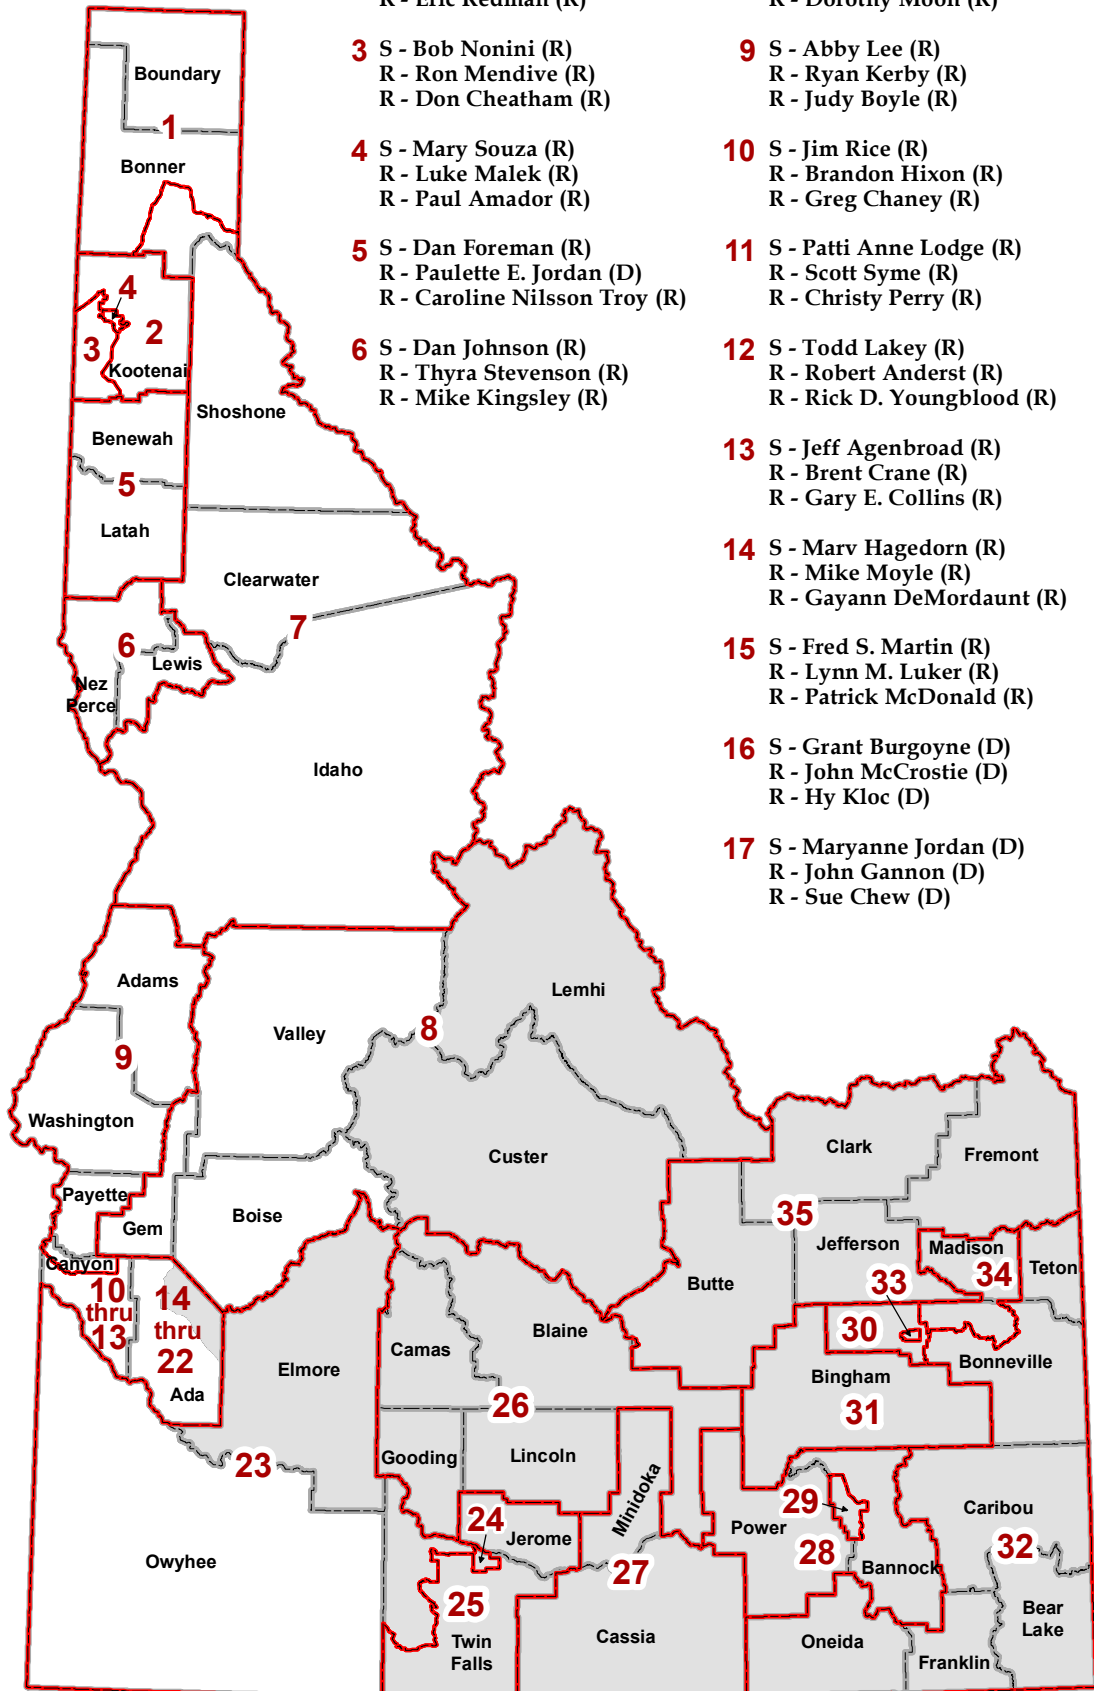 R - Eric Redman (R)
3 S - Bob Nonini (R)
R - Ron Mendive (R)
R - Don Cheatham (R)
4 S - Mary Souza (R)
R - Luke Malek (R)
R - Paul Amador (R)
5 S - Dan Foreman (R)
R - Paulette E. Jordan (D)
R - Caroline Nilsson Troy (R)
6 S - Dan Johnson (R)
R - Thyra Stevenson (R)
R - Mike Kingsley (R)
R - Dorothy Moon (R)
9 S - Abby Lee (R)
R - Ryan Kerby (R)
R - Judy Boyle (R)
10 S - Jim Rice (R)
R - Brandon Hixon (R)
R - Greg Chaney (R)
11 S - Patti Anne Lodge (R)
R - Scott Syme (R)
R - Christy Perry (R)
12 S - Todd Lakey (R)
R - Robert Anderst (R)
R - Rick D. Youngblood (R)
13 S - Jeff Agenbroad (R)
R - Brent Crane (R)
R - Gary E. Collins (R)
14 S - Marv Hagedorn (R)
R - Mike Moyle (R)
R - Gayann DeMordaunt (R)
15 S - Fred S. Martin (R)
R - Lynn M. Luker (R)
R - Patrick McDonald (R)
16 S - Grant Burgoyne (D)
R - John McCrostie (D)
R - Hy Kloc (D)
17 S - Maryanne Jordan (D)
R - John Gannon (D)
R - Sue Chew (D)
Boundary
1
Bonner
4
2
3
Kootenai
Shoshone
Benewah
5
Latah
Clearwater
7
6
Lewis
Nez
Perce
Idaho
Adams
Lemhi
Valley
8
9
Washington
Custer
Clark
Fremont
Payette
Gem
Boise
35
Jefferson
Madison
34
Teton
Canyon
10
thru
13
14
thru
22
Ada
Butte
33
30
Bonneville
Blaine
Camas
Elmore
Bingham
31
26
Gooding
Lincoln
23
Minidoka
29
24
Jerome
Power
28
Caribou
32
Owyhee
27
Bannock
25
Bear
Lake
Twin
Falls
Cassia
Oneida
Franklin